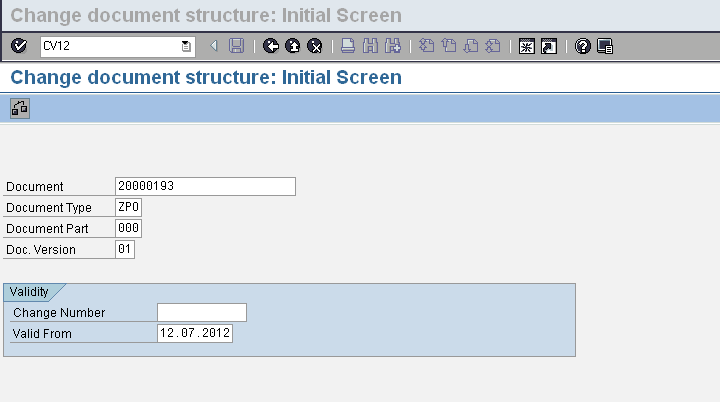 Change document structure: Initial Screen
CV12
Change document structure: Initial Screen
Document 20000193
Document Type ZPO
Document Part 000
Doc. Version 01
Validity
Change Number
Valid From 12.07.2012